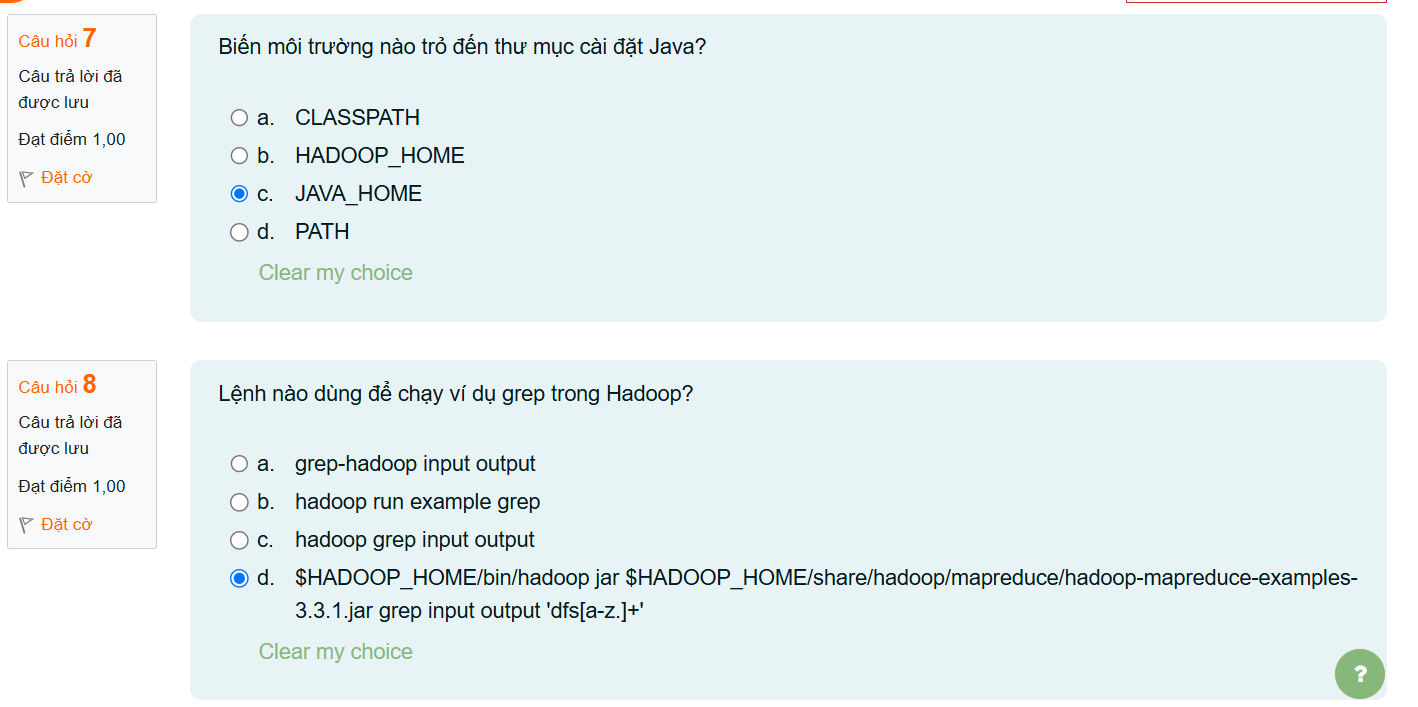 Câu hỏi 7
Câu trả lời đã
được lưu
Đạt điểm 1,00
Đặt cờ
Biến môi trường nào trỏ đến thư mục cài đặt Java?
a. CLASSPATH
b. HADOOP_HOME
c. JAVA_HOME
d. PATH
Clear my choice
Câu hỏi 8
Câu trả lời đã
được lưu
Đạt điểm 1,00
Đặt cờ
Lệnh nào dùng để chạy ví dụ grep trong Hadoop?
a. grep-hadoop input output
b. hadoop run example grep
c. hadoop grep input output
d. $HADOOP_HOME/bin/hadoop jar $HADOOP_HOME/share/hadoop/mapreduce/hadoop-mapreduce-examples-
3.3.1.jar grep input output 'dfs[a-z.]+'
Clear my choice
?